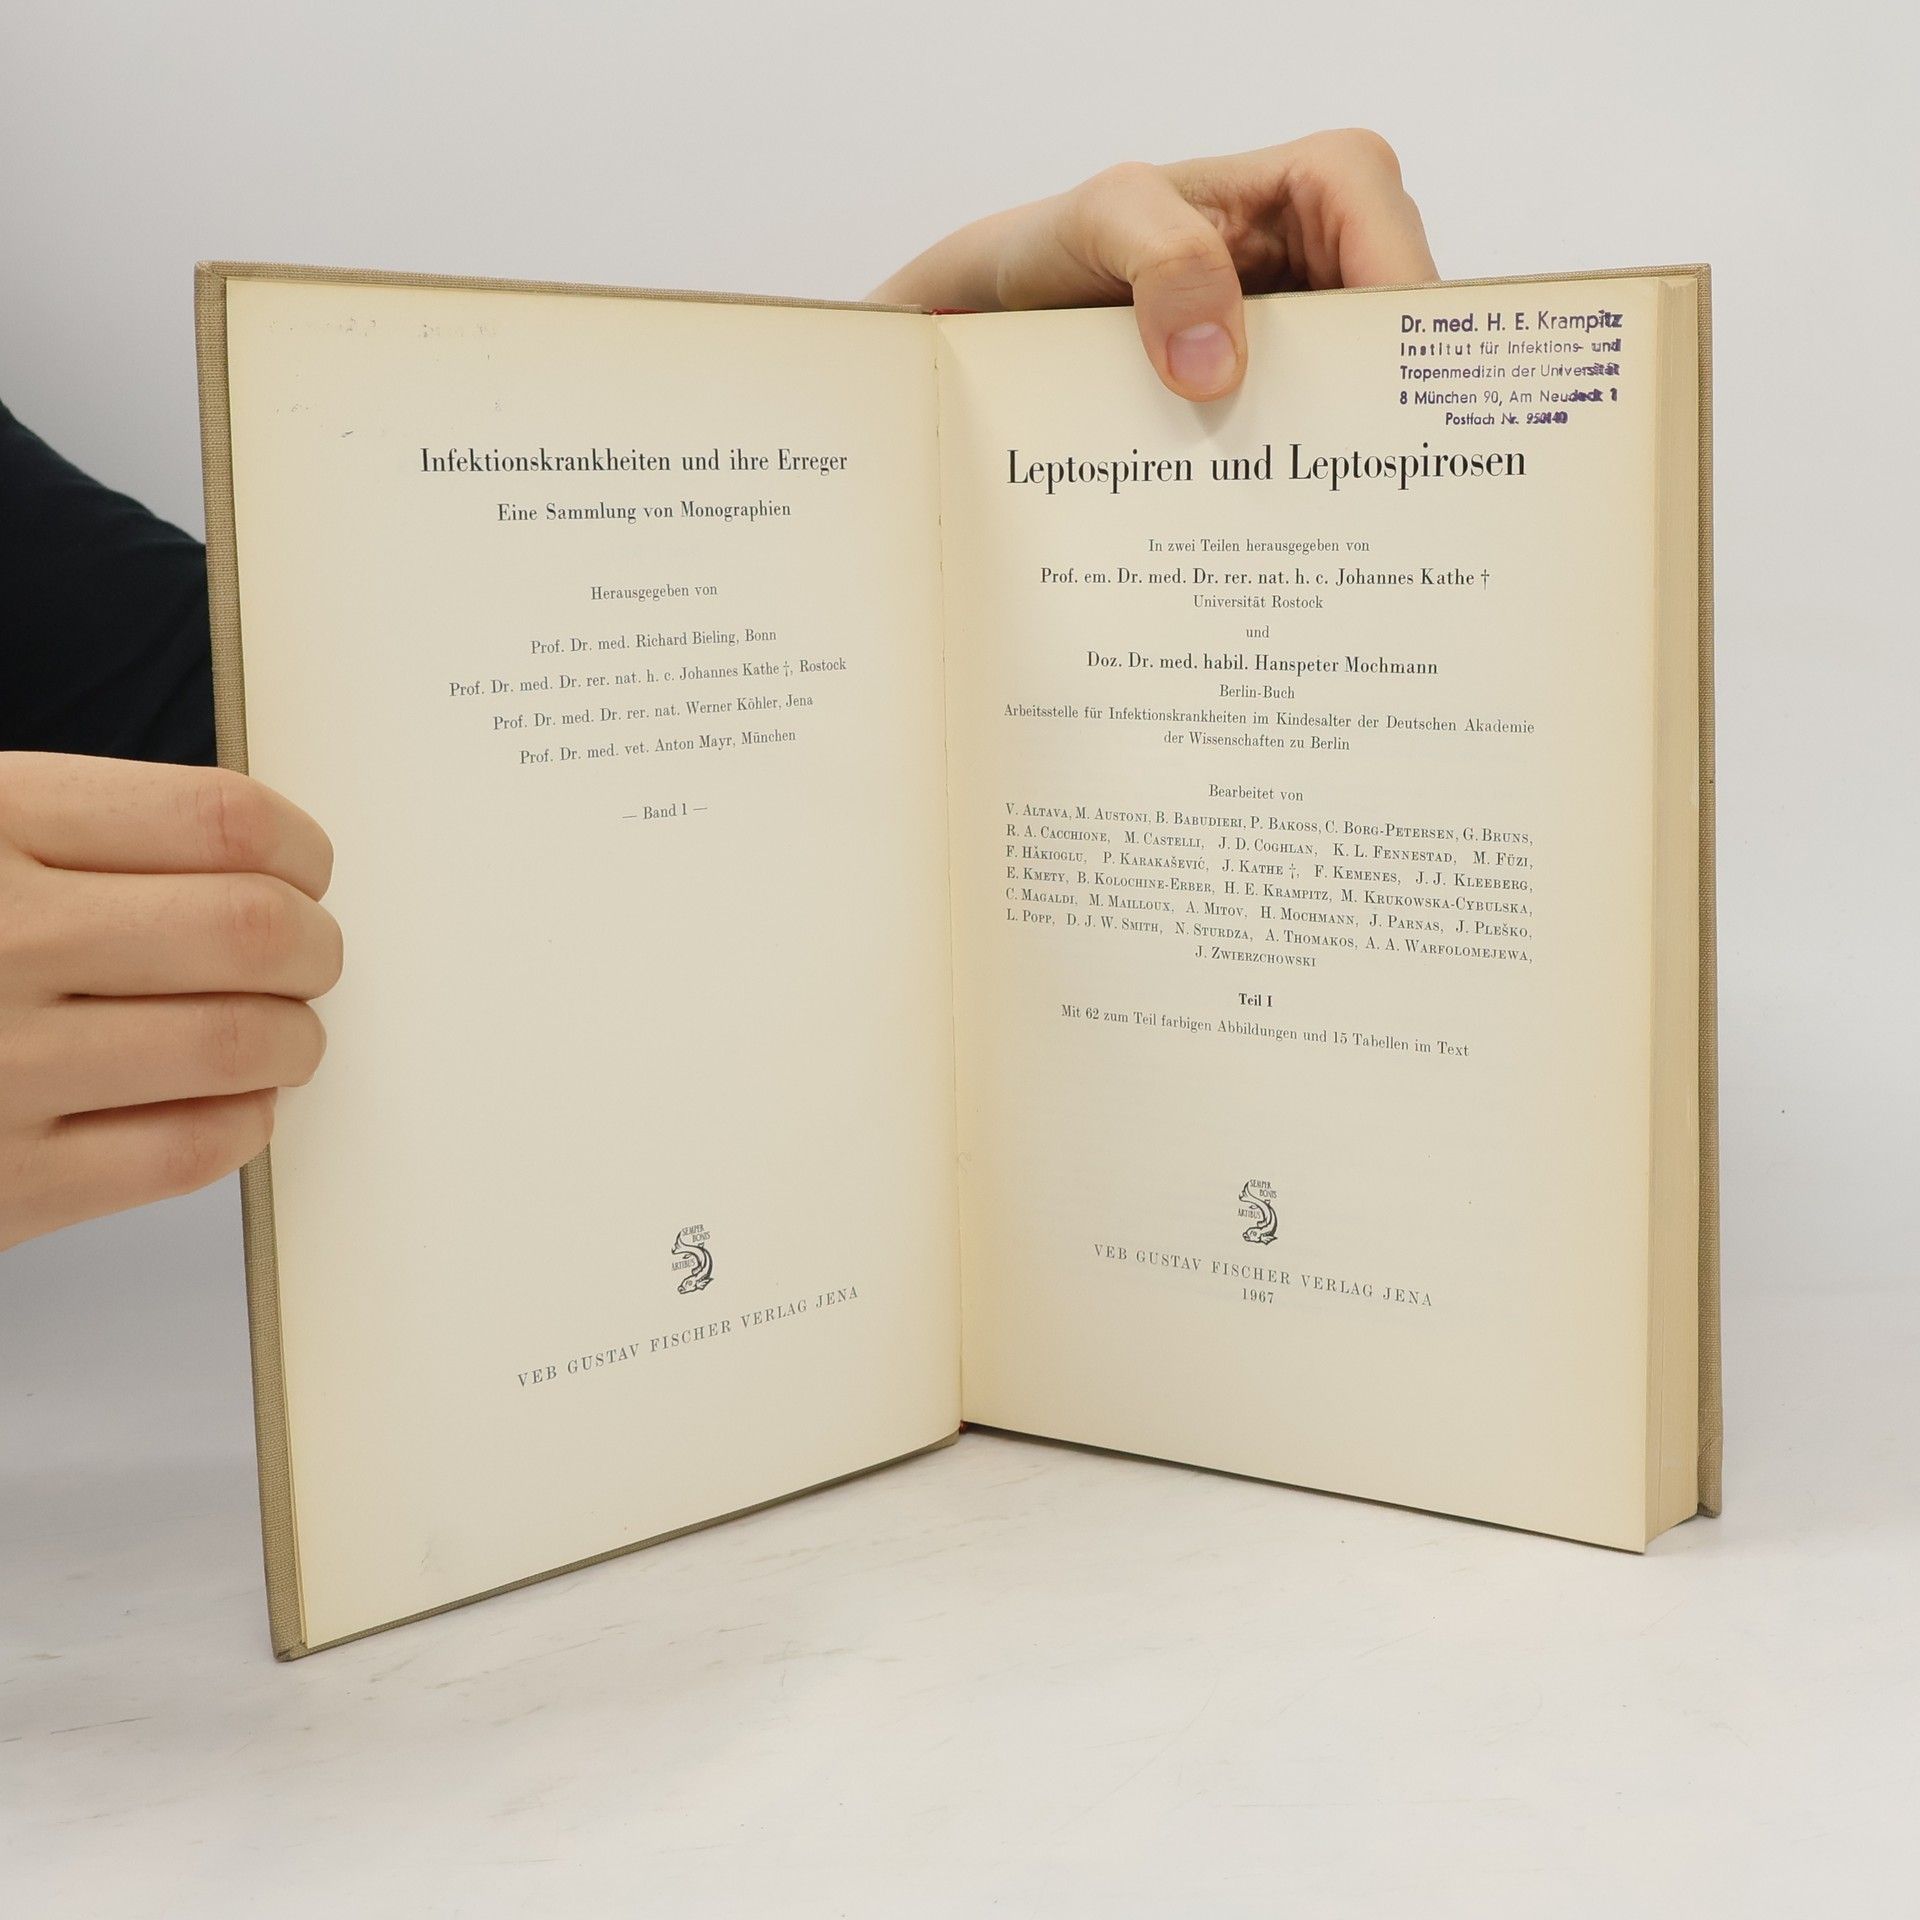 Infektionskrankheiten und ihre Erreger
Eine Sammlung von Monographien
Herausgegeben von
Prof. Dr. med. Richard Bieling, Bonn
Prof. Dr. med. Dr. rer. nat. h. c. Johannes Kathe †, Rostock
Prof. Dr. med. Dr. rer. nat. Werner Köhler, Jena
Prof. Dr. med. vet. Anton Mayr, München
— Band 1 —
SEMPER
BONIS
ARTIBUS
VEB GUSTAV FISCHER VERLAG JENA
Dr. med. H. E. Krampitz
Institut für Infektions- und
Tropenmedizin der Universität
8 München 90, Am Neudeck 1
Postfach Nr.
Leptospiren und Leptospirosen
In zwei Teilen herausgegeben von
Prof. em. Dr. med. Dr. rer. nat. h. c. Johannes Kathe †
Universität Rostock
und
Doz. Dr. med. habil. Hanspeter Mochmann
Berlin-Buch
Arbeitsstelle für Infektionskrankheiten im Kindesalter der Deutschen Akademie
der Wissenschaften zu Berlin
Bearbeitet von
V. ALTAVA, M. AUSTONI, B. BABUDIERI, P. BAKOSS, C. BORG-PETERSEN, G. BRUNS,
R. A. CACCHIONE, M. CASTELLI, J. D. COGHLAN, K. L. FENNESTAD, M. FÜZI,
F. HÅKIOGLU, P. KARAKAŠEVIĆ, J. KATHE †, F. KEMENES, J. J. KLEEBERG,
E. KMETY, B. KOLOCHINE-ERBER, H. E. KRAMPITZ, M. KRUKOWSKA-CYBULSKA,
C. MAGALDI, M. MAILLOUX, A. MITOV, H. MOCHMANN, J. PARNAS, J. PLEŠKO,
L. POPP, D. J. W. SMITH, N. STURDZA, A. THOMAKOS, A. A. WARFOLOMEJEWA,
J. ZWIERZCHOWSKI
Teil I
Mit 62 zum Teil farbigen Abbildungen und 15 Tabellen im Text
SEMPER
BONIS
ARTIBUS
VEB GUSTAV FISCHER VERLAG JENA
1967